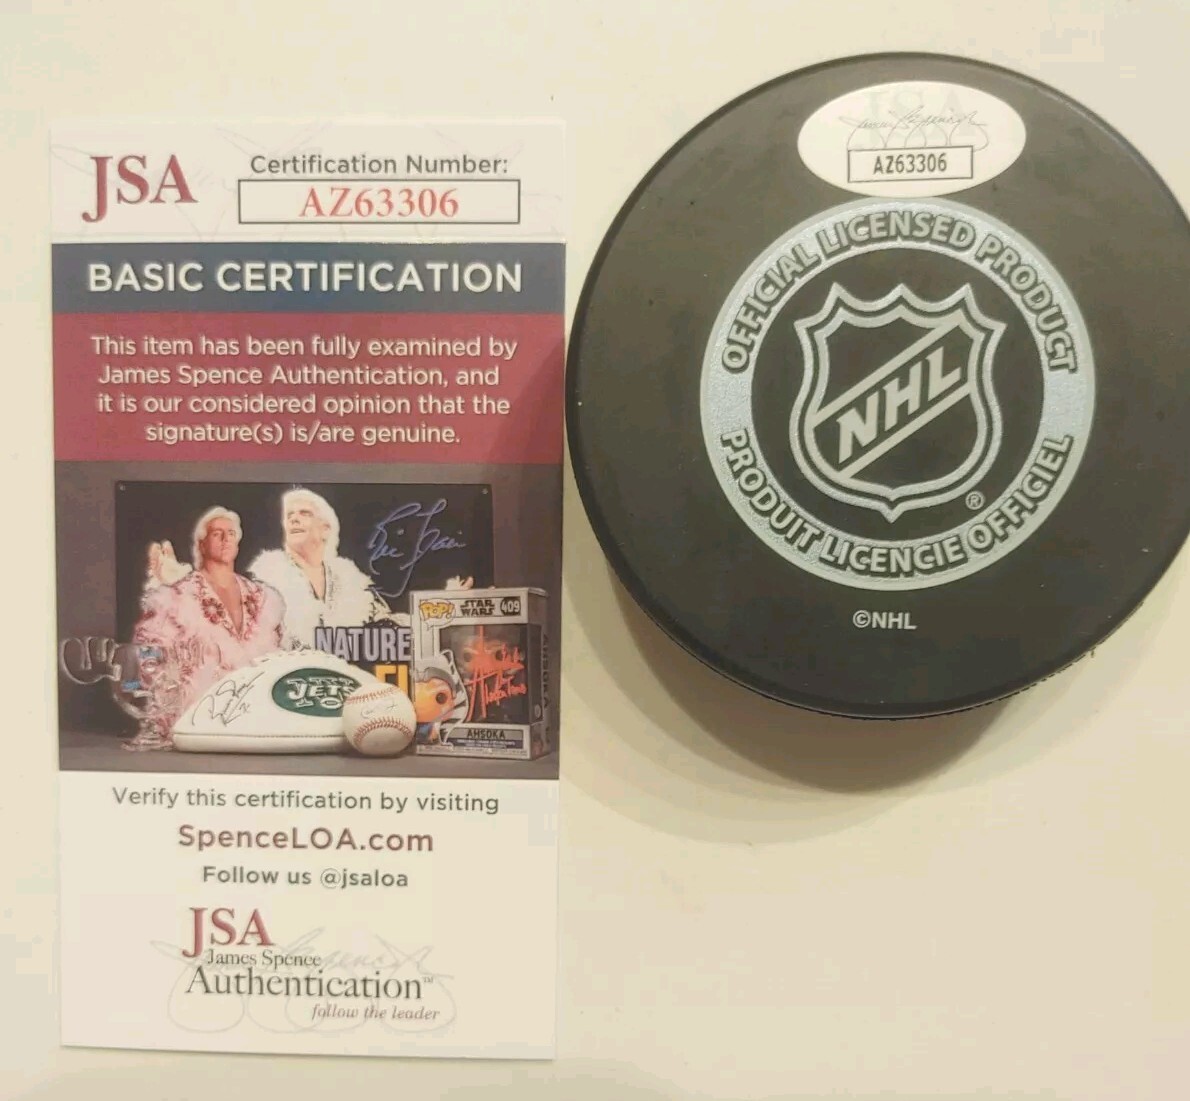 JSA
Certification Number:
AZ63306
BASIC CERTIFICATION
This item has been fully examined by
James Spence Authentication, and
it is our considered opinion that the
signature(s) is/are genuine.
NATURE
JETS
POP!
STAR
WARS
409
AHSOKA
Verify this certification by visiting
SpenceLOA.com
Follow us @jsaloa
JSA
James Spence
Authentication™
follow the leader
JSA
AZ63306
OFFICIAL LICENSED PRODUCT
NHL
®
PRODUIT LICENCIE OFFICIEL
©NHL